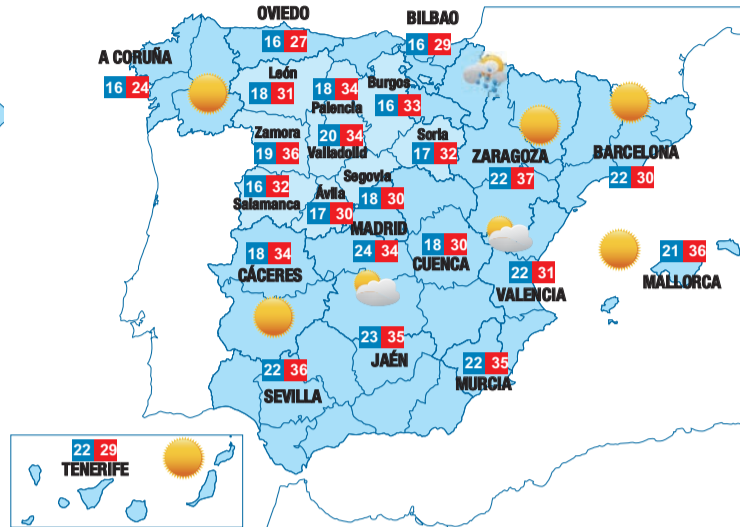 OVIEDO
16 27
BILBAO
16 29
A CORUÑA
16 24
León
18 31
18 34
Palencia
Burgos
16 33
Zamora
19 36
20 34
Valladolid
Soria
17 32
ZARAGOZA
22 37
BARCELONA
22 30
16 32
Salamanca
Ávila
17 30
Segovia
18 30
MADRID
24 34
18 30
CUENCA
18 34
CÁCERES
22 31
VALENCIA
21 36
MALLORCA
23 35
JAÉN
22 36
SEVILLA
22 35
MURCIA
22 29
TENERIFE